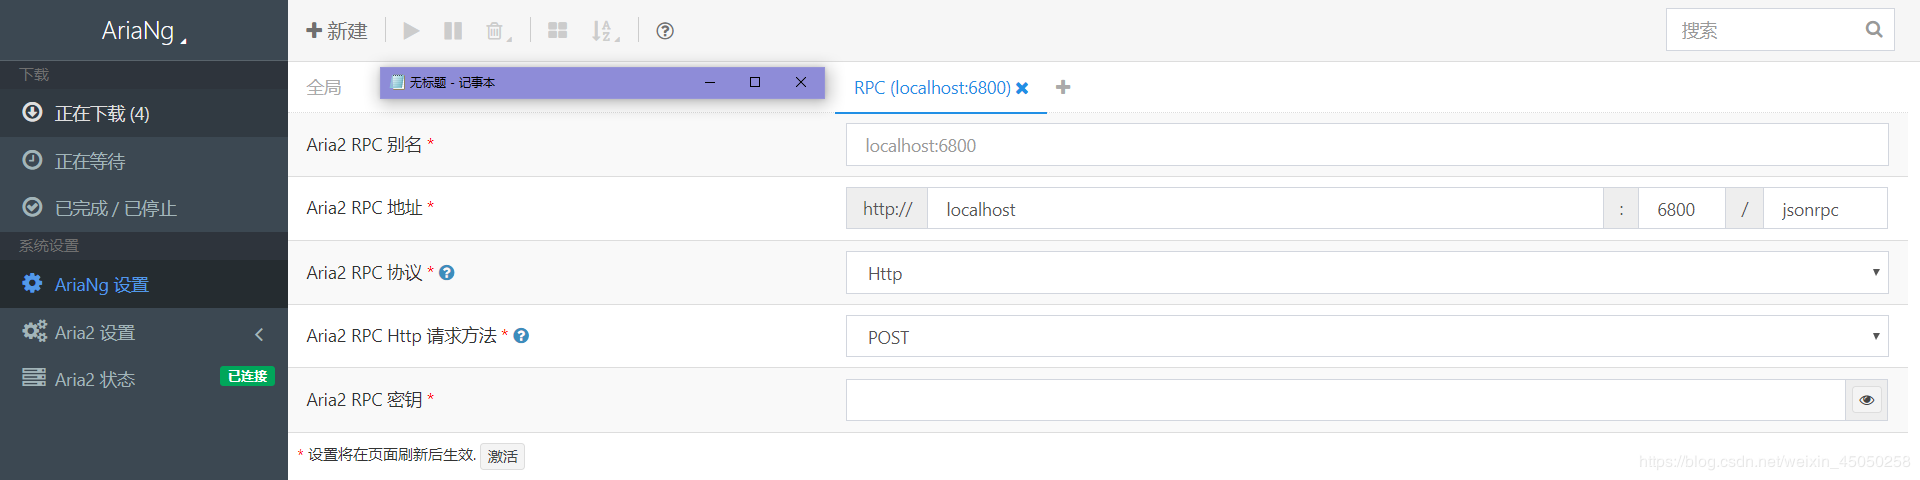 AriaNg
新建
搜索
下载
全局
无标题 - 记事本
RPC (localhost:6800)
正在下载 (4)
正在等待
已完成 / 已停止
系统设置
AriaNg 设置
Aria2 设置
Aria2 状态
已连接
Aria2 RPC 别名 *
localhost:6800
Aria2 RPC 地址 *
http:// localhost : 6800 / jsonrpc
Aria2 RPC 协议 *
Http
Aria2 RPC Http 请求方法 *
POST
Aria2 RPC 密钥 *
* 设置将在页面刷新后生效. 激活
https://blog.csdn.net/weixin_45050258